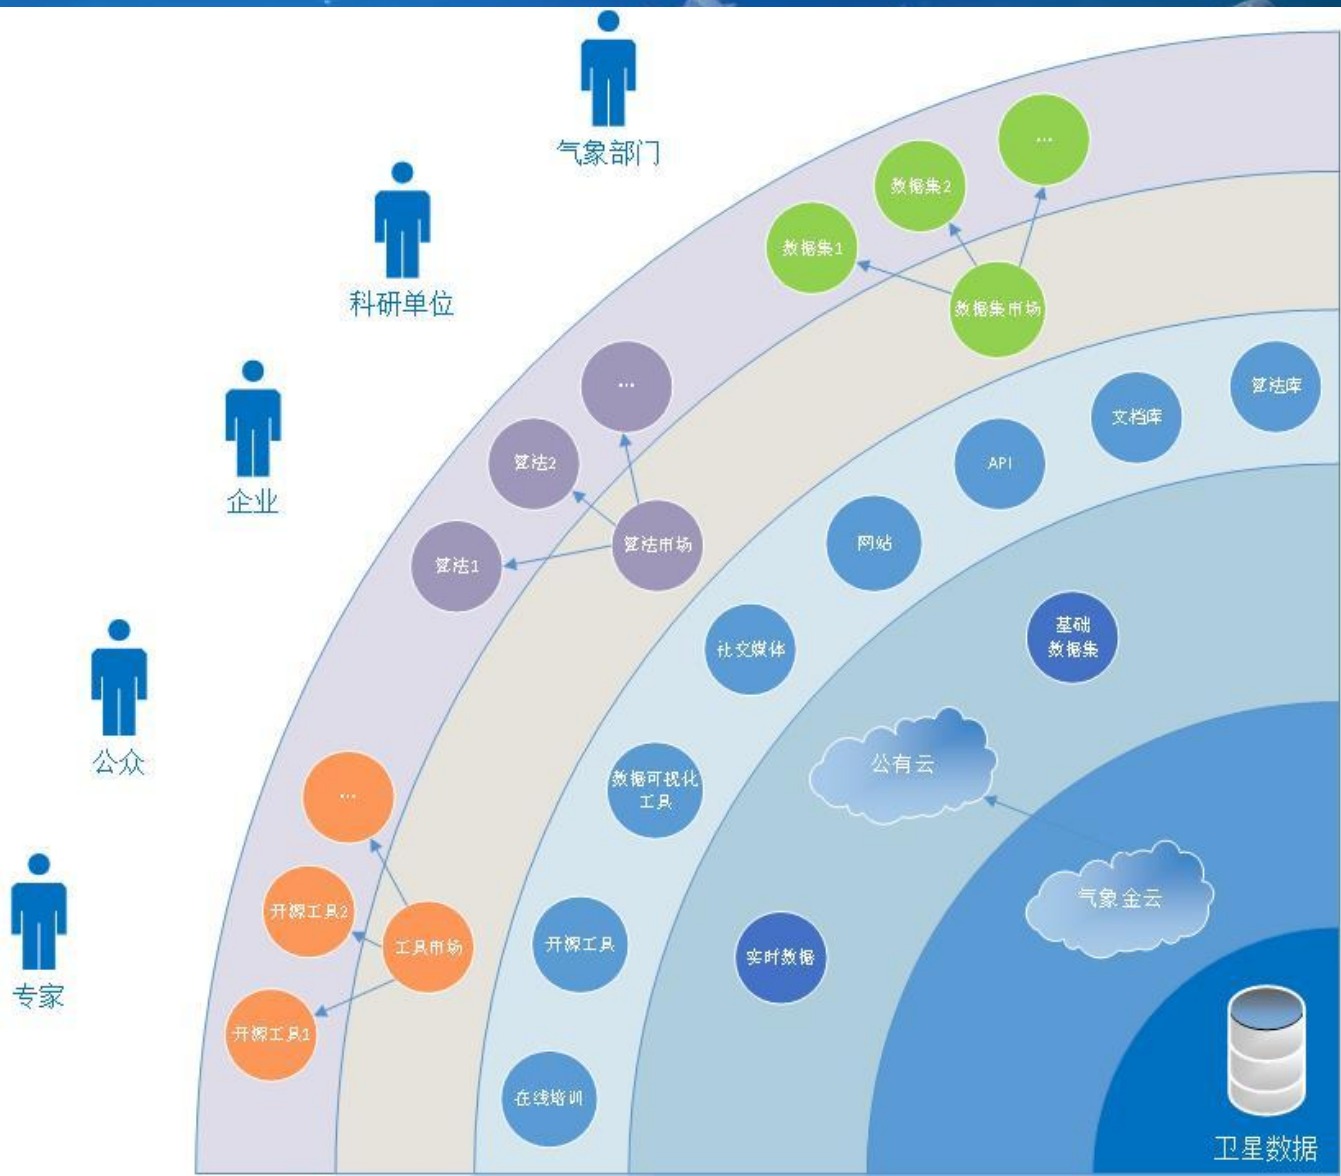 气象部门
科研单位
企业
公众
专家
...
数据集2
数据集1
数据集市场
...
算法2
算法1
算法市场
...
开源工具2
开源工具1
工具市场
算法库
文档库
API
网站
社交媒体
数据可视化
工具
开源工具
在线培训
基础
数据集
公有云
实时数据
气象金云
卫星数据